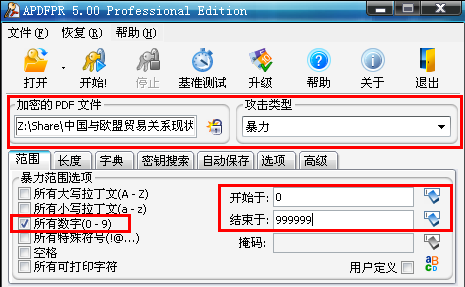 APDFPR 5.00 Professional Edition
文件(F) 恢复(R) 帮助(H)
打开 开始! 停止 基准测试 升级 帮助 关于 退出
加密的 PDF 文件 攻击类型
Z:\Share\中国与欧盟贸易关系现状 暴力
范围 长度 字典 密钥搜索 自动保存 选项 高级
暴力范围选项
所有大写拉丁文(A - Z)
所有小写拉丁文(a - z)
所有数字(0 - 9)
所有特殊符号(!@...)
空格
所有可打印字符
开始于: 0
结束于: 999999
掩码:
用户定义